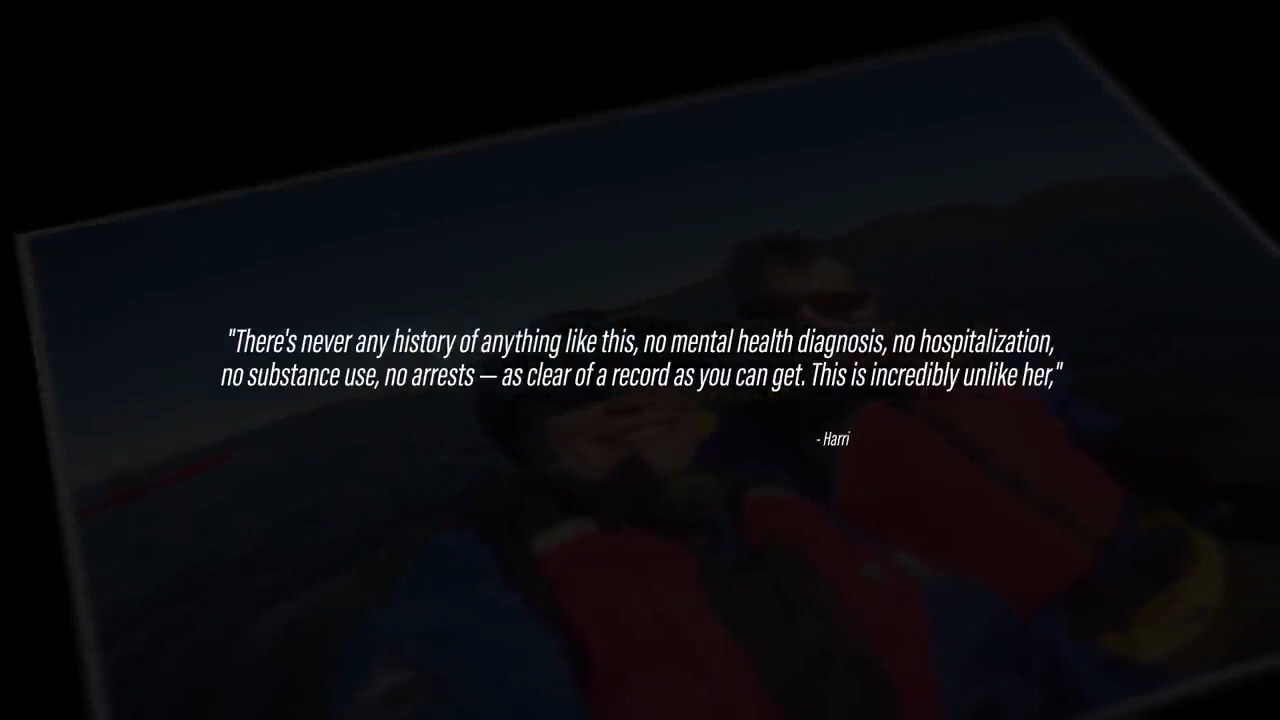 "There's never any history of anything like this, no mental health diagnosis, no hospitalization,
no substance use, no arrests — as clear of a record as you can get. This is incredibly unlike her,"
- Harri